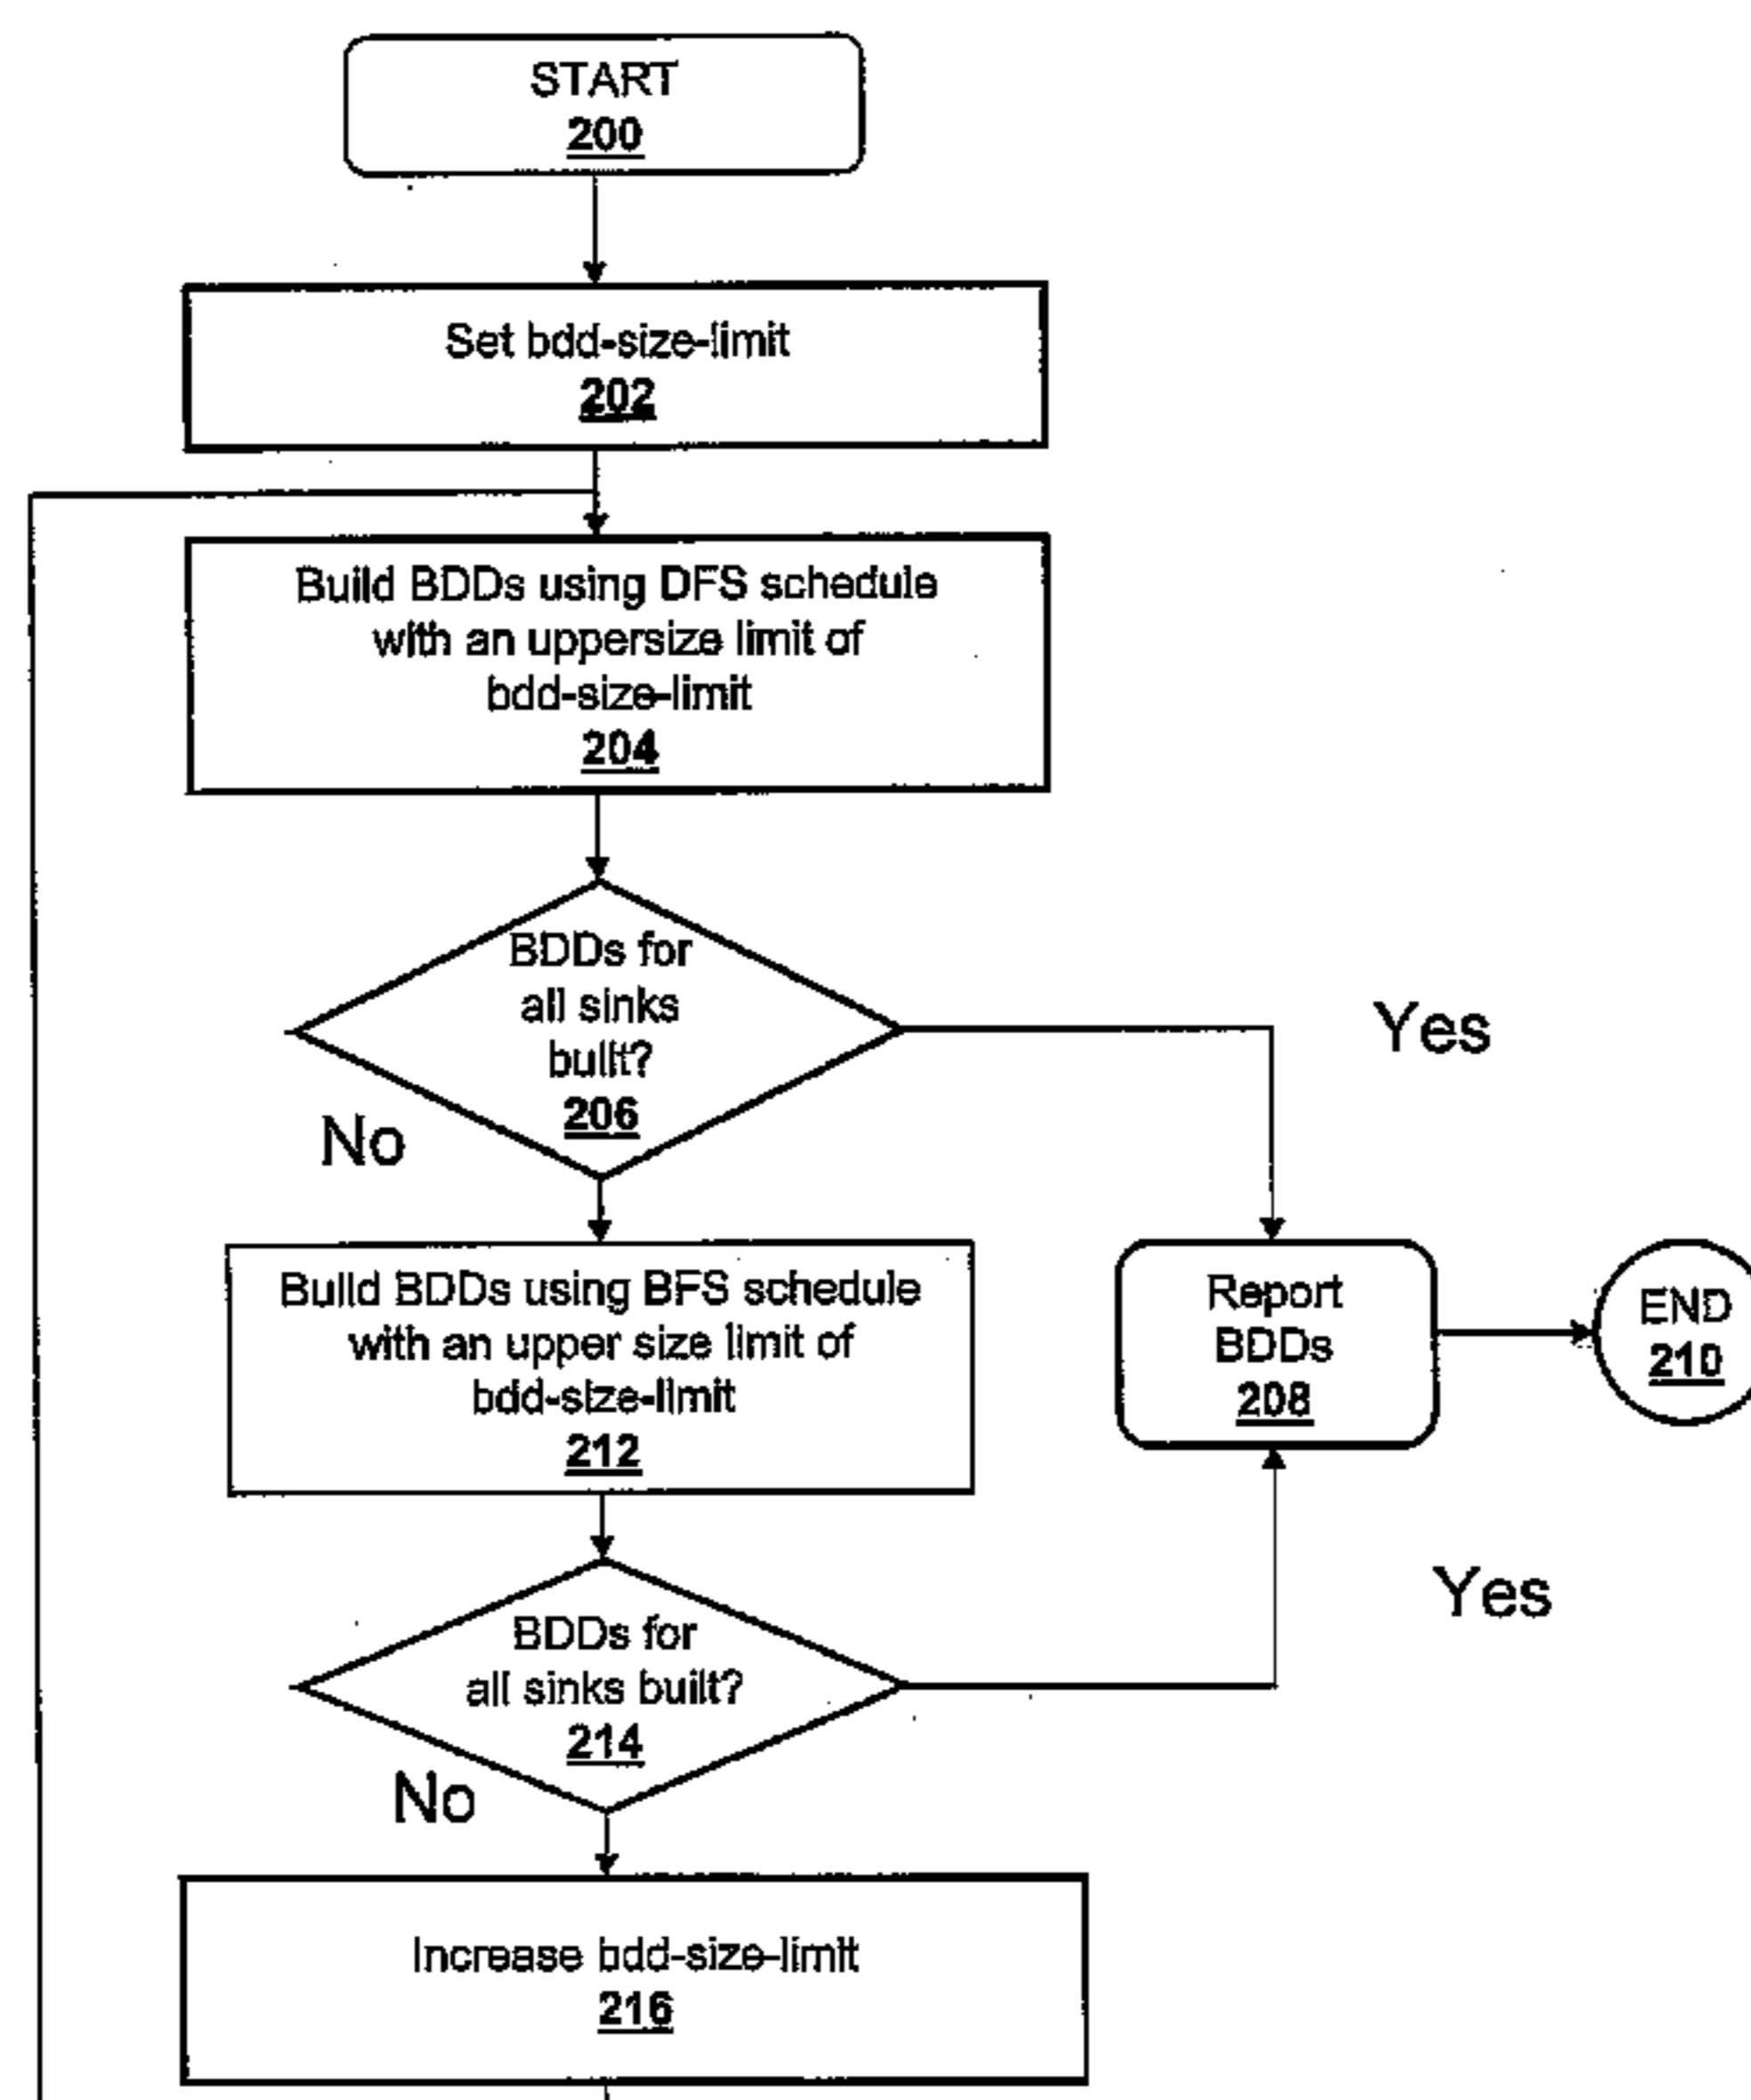 START
200
Set bdd-size-limit
202
Build BDDs using DFS schedule
with an uppersize limit of
bdd-size-limit
204
BDDs for
all sinks
built?
206
Yes
No
Build BDDs using BFS schedule
with an upper size limit of
bdd-size-limit
212
Report
BDDs
208
END
210
BDDs for
all sinks built?
214
Yes
No
Increase bdd-size-limit
216